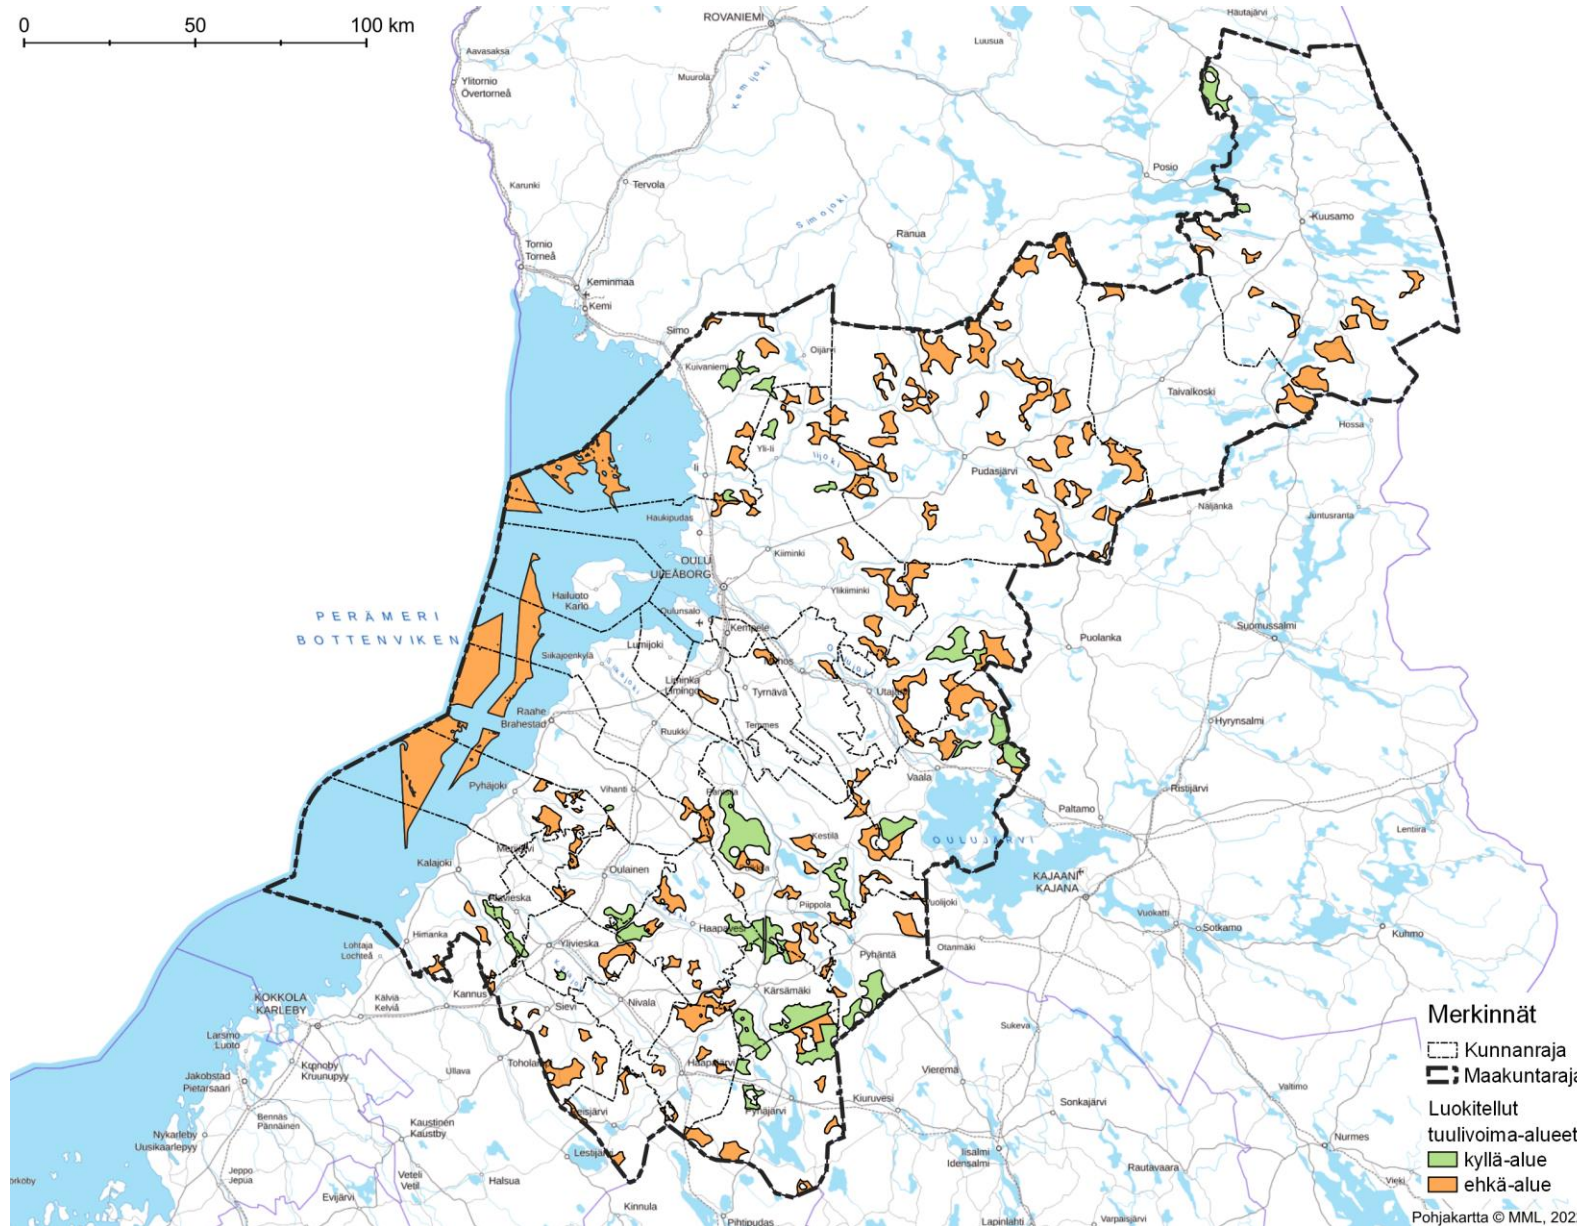 0 50 100 km
ROVANIEMI
Hautajärvi
Aavasaksa
Luusua
Muurola
Ylitornio
Övertorneå
Kemijoki
Posio
Karunki
Tervola
Simojoki
Kuusamo
Ranua
Tornio
Torneå
Keminmaa
Kemi
Simo
Oijärvi
Kuivaniemi
Taivalkoski
Hossa
Yli-Ii
Iijoki
Ii
Pudasjärvi
Näljänkä
Juntusranta
Haukipudas
Kiiminki
OULU
ULEÅBORG
Hailuoto
Karlö
Ylikiiminki
PERÄMERI
BOTTENVIKEN
Oulunsalo
Kempele
Suomussalmi
Puolanka
Lumijoki
Siikajoenkylä
Siikajoki
Oulujoki
Liminka
Limingo
Tyrnävä
Utajärvi
Raahe
Brahestad
Ruukki
Temmes
Hyrynsalmi
Vaala
Pyhäjoki
Vihanti
Rantsila
Ristijärvi
Paltamo
Lentiira
Kestilä
OULUJÄRVI
Merijärvi
Kalajoki
Oulainen
Pulkkila
KAJAANI
KAJANA
Alavieska
Piippola
Vuolijoki
Vuokatti
Sotkamo
Kuhmo
Haapavesi
Himanka
Lohtaja
Lochteå
Ylivieska
Otanmäki
Pyhäntä
Kärsämäki
KOKKOLA
KARLEBY
Kälviä
Kelviå
Kannus
Sievi
Nivala
Sukeva
Larsmo
Luoto
Kronoby
Kruunupyy
Toholampi
Haapajärvi
Ullava
Jakobstad
Pietarsaari
Vieremä
Valtimo
Kiuruvesi
Sonkajärvi
Pyhäjärvi
Reisjärvi
Bennäs
Pännäinen
Kaustinen
Kaustby
Nykarleby
Uusikaarlepyy
Lestijärvi
Iisalmi
Idensalmi
Nurmes
Rautavaara
Jeppo
Jepua
Veteli
Vetil
Halsua
Vieki
Evijärvi
Kinnula
Pihtipudas
Lapinlahti
Varpaisjärvi
Merkinnät
Kunnanraja
Maakuntaraja
Luokitellut
tuulivoima-alueet
kyllä-alue
ehkä-alue
Pohjakartta © MML, 202